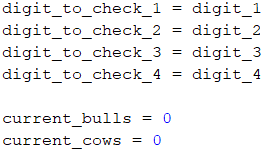 digit_to_check_1 = digit_1
digit_to_check_2 = digit_2
digit_to_check_3 = digit_3
digit_to_check_4 = digit_4
current_bulls = 0
current_cows = 0